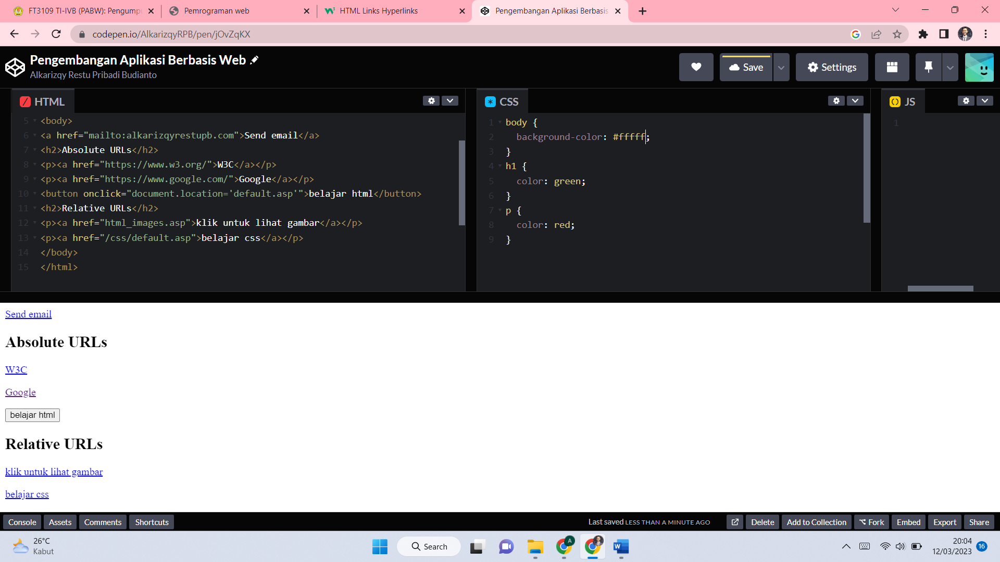 FT3109 TI-IVB (PABW): Pengump
Pemrograman web
HTML Links Hyperlinks
Pengembangan Aplikasi Berbasis
codepen.io/AlkarizqyRPB/pen/jOvZqKX
Pengembangan Aplikasi Berbasis Web
Alkarizqy Restu Pribadi Budianto
Save
Settings
HTML
5 <body>
6 <a href="mailto:alkarizqyrestupb.com">Send email</a>
7 <h2>Absolute URLs</h2>
8 <p><a href="https://www.w3.org/">W3C</a></p>
9 <p><a href="https://www.google.com/">Google</a></p>
10 <button onclick="document.location='default.asp'">belajar html</button>
11 <h2>Relative URLs</h2>
12 <p><a href="html_images.asp">klik untuk lihat gambar</a></p>
13 <p><a href="/css/default.asp">belajar css</a></p>
14 </body>
15 </html>
CSS
1 body {
2 background-color: #fffff;
3 }
4 h1 {
5 color: green;
6 }
7 p {
8 color: red;
9 }
JS
1
Send email
Absolute URLs
W3C
Google
belajar html
Relative URLs
klik untuk lihat gambar
belajar css
Console
Assets
Comments
Shortcuts
Last saved LESS THAN A MINUTE AGO
Delete
Add to Collection
Fork
Embed
Export
Share
26°C
Kabut
Search
A
W
20:04
12/03/2023
16